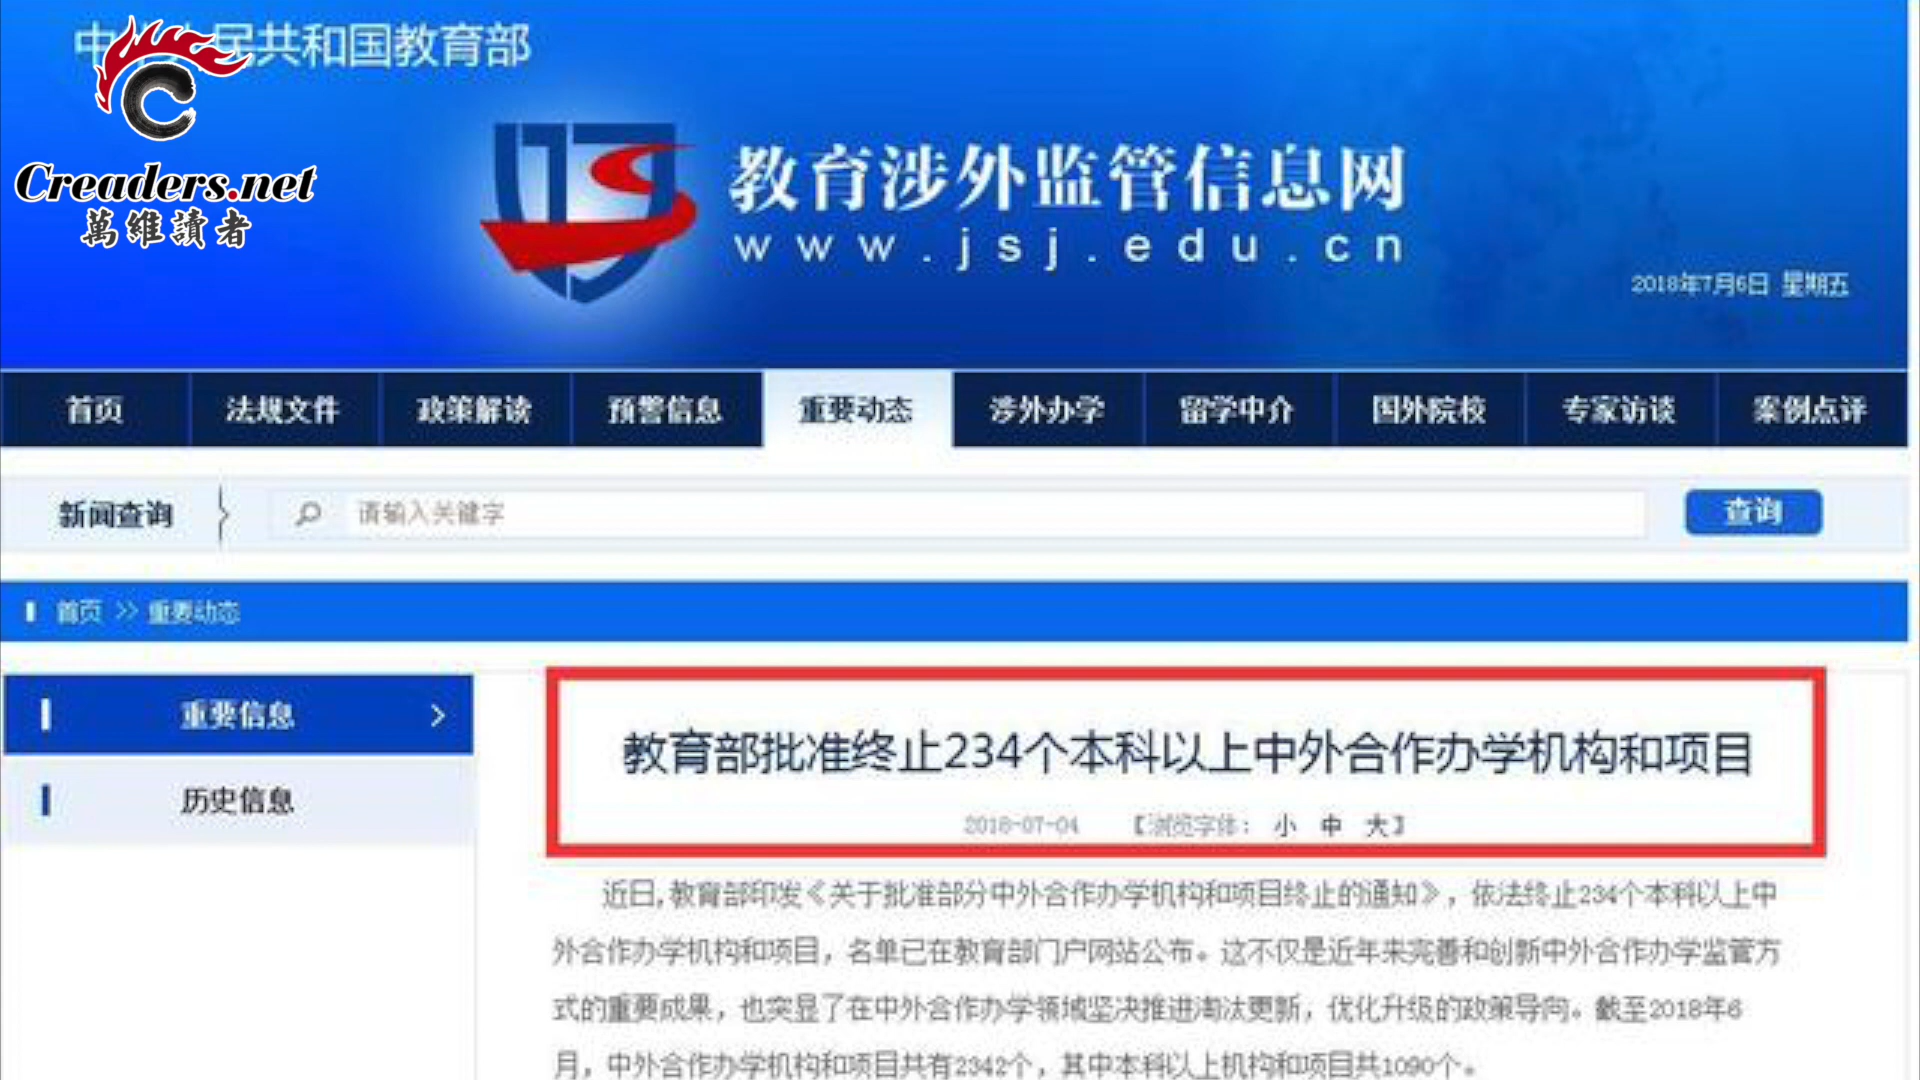 民共和国教育部
Creaders.net
萬維讀者
教育涉外监管信息网
www.jsj.edu.cn
2018年7月6日 星期五
首页 法规文件 政策解读 预警信息 重要动态 涉外办学 留学中介 国外院校 专家访谈 案例点评
新闻查询 请输入关键字 查询
首页 >> 重要动态
重要信息
历史信息
教育部批准终止234个本科以上中外合作办学机构和项目
2018-07-04 【浏览字体： 小 中 大】
近日,教育部印发《关于批准部分中外合作办学机构和项目终止的通知》，依法终止234个本科以上中
外合作办学机构和项目，名单已在教育部门户网站公布。这不仅是近年来完善和创新中外合作办学监管方
式的重要成果，也突显了在中外合作办学领域坚决推进淘汰更新，优化升级的政策导向。截至2018年6
月，中外合作办学机构和项目共有2342个，其中本科以上机构和项目共1090个。